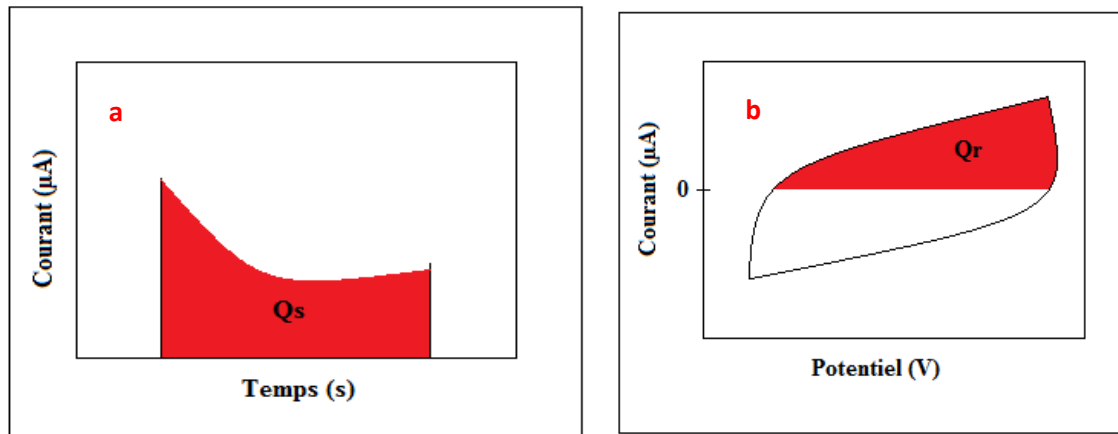 a
Courant (µA)
Qs
Temps (s)
b
Courant (µA)
Qr
0
Potentiel (V)